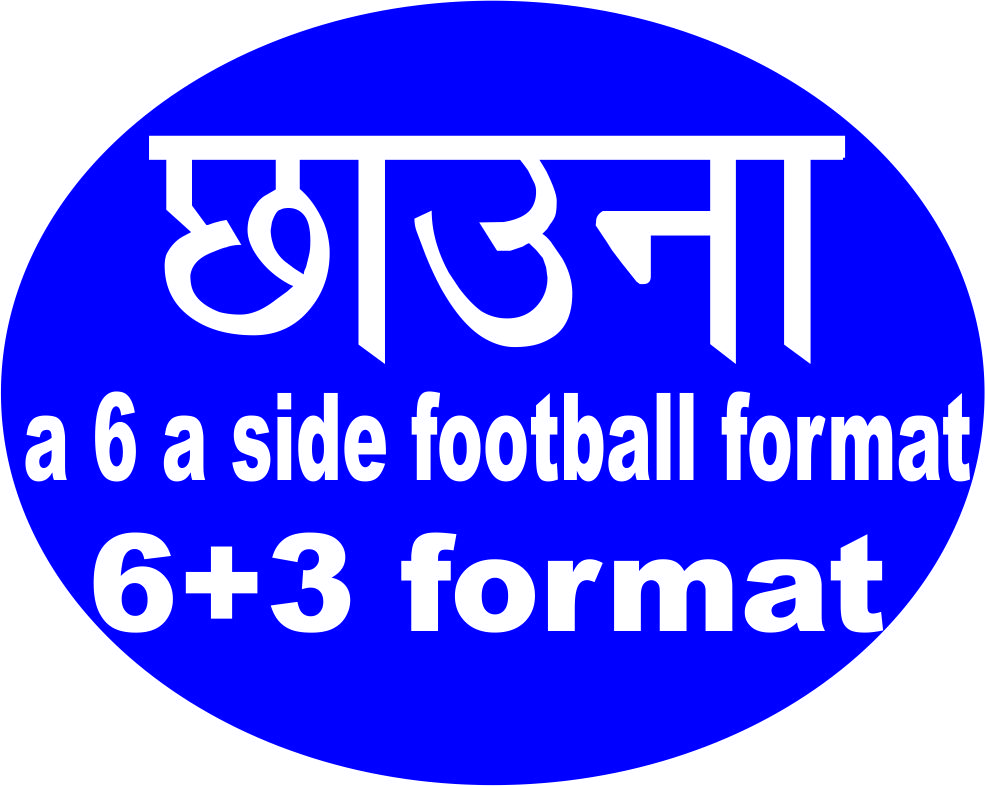 छाउना
a 6 a side football format
6+3 format